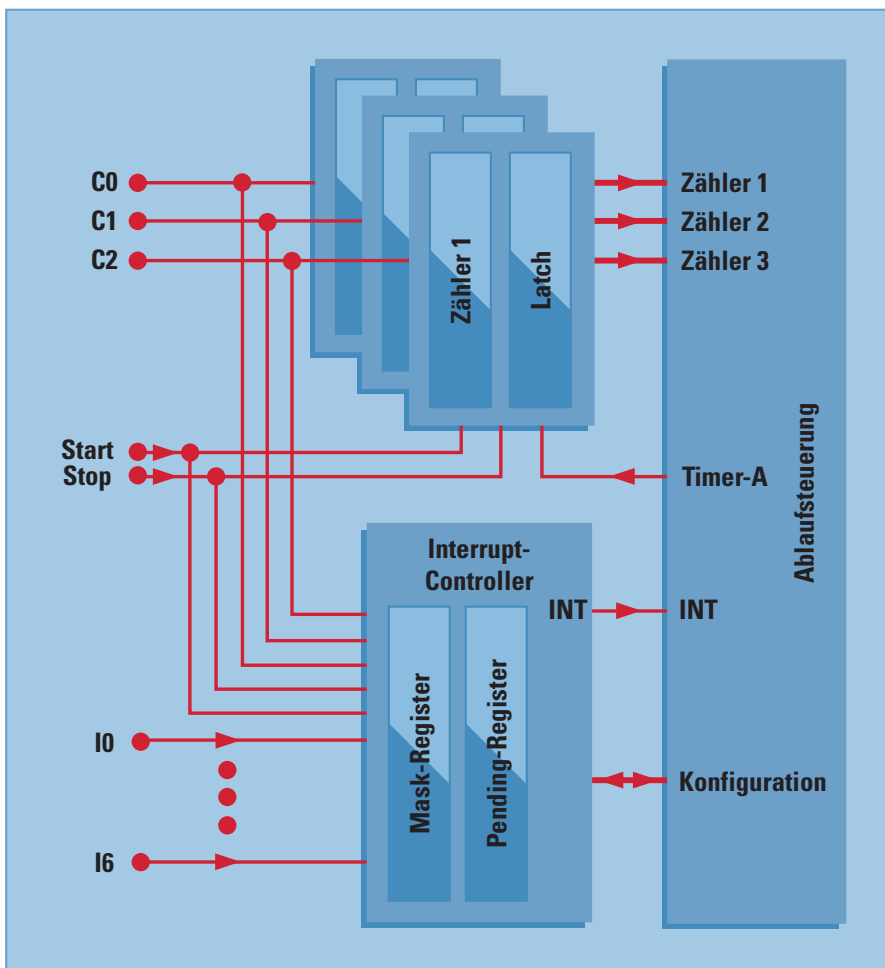 C0
C1
C2
Zähler 1
Latch
Zähler 1
Zähler 2
Zähler 3
Start
Stop
Timer-A
Ablaufsteuerung
Interrupt-
Controller
INT
INT
Mask-Register
Pending-Register
I0
I6
Konfiguration